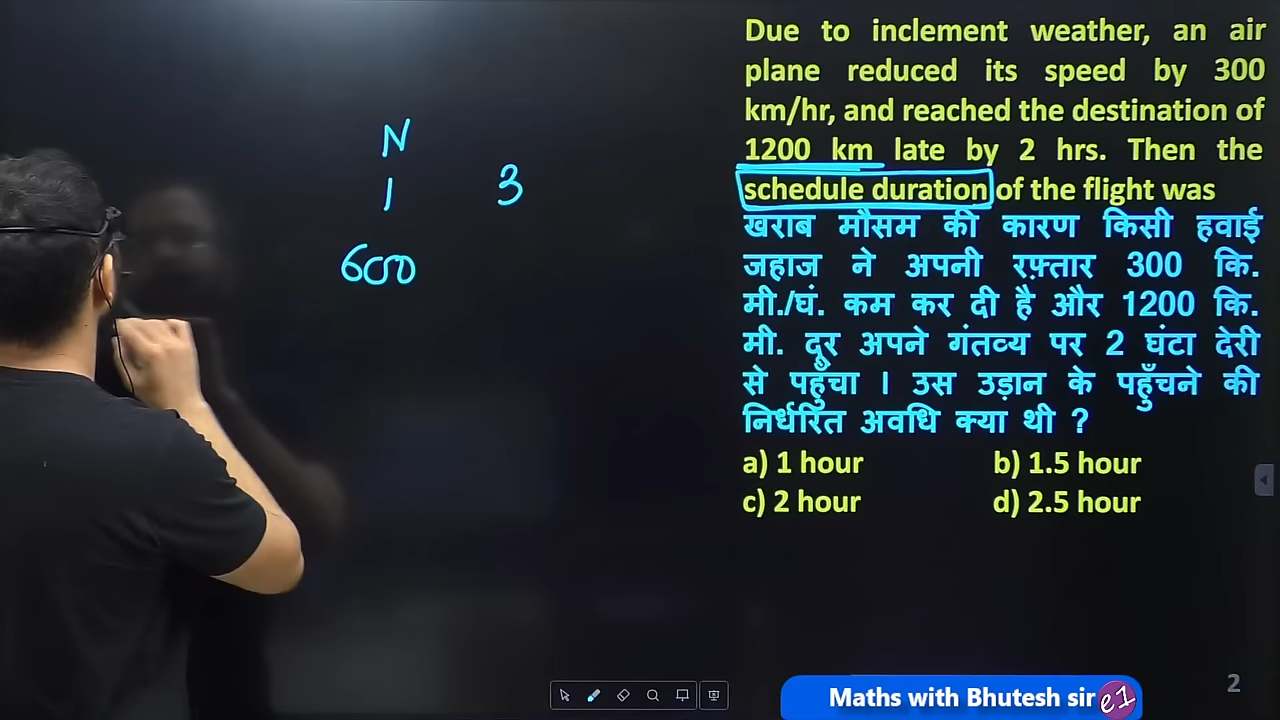 Due to inclement weather, an air
plane reduced its speed by 300
km/hr, and reached the destination of
1200 km late by 2 hrs. Then the
schedule duration of the flight was
खराब मौसम की कारण किसी हवाई
जहाज ने अपनी रफ़्तार 300 कि.
मी./घं. कम कर दी है और 1200 कि.
मी. दूर अपने गंतव्य पर 2 घंटा देरी
से पहुँचा । उस उड़ान के पहुँचने की
निर्धरित अवधि क्या थी ?
a) 1 hour b) 1.5 hour
c) 2 hour d) 2.5 hour
N
1 3
600
Maths with Bhutesh sir e1
2